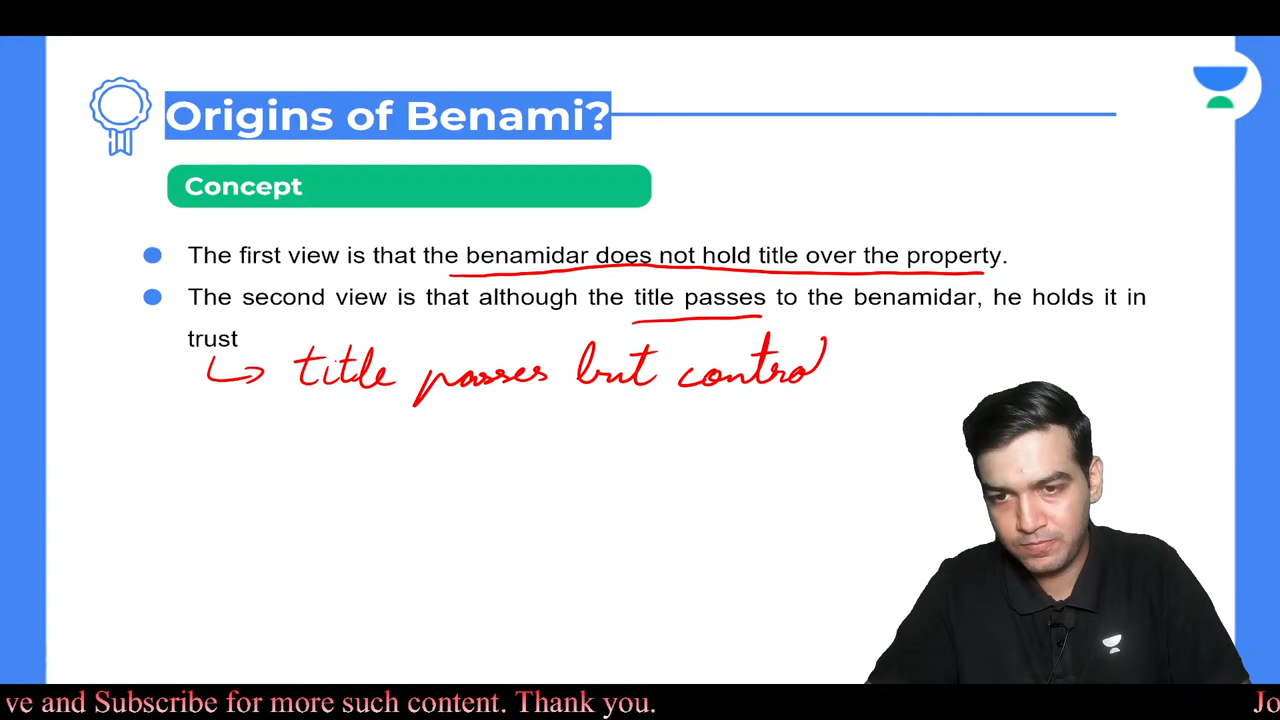 Origins of Benami?
Concept
The first view is that the benamidar does not hold title over the property.
The second view is that although the title passes to the benamidar, he holds it in
trust
title passes but control
ve and Subscribe for more such content. Thank you.
Jo